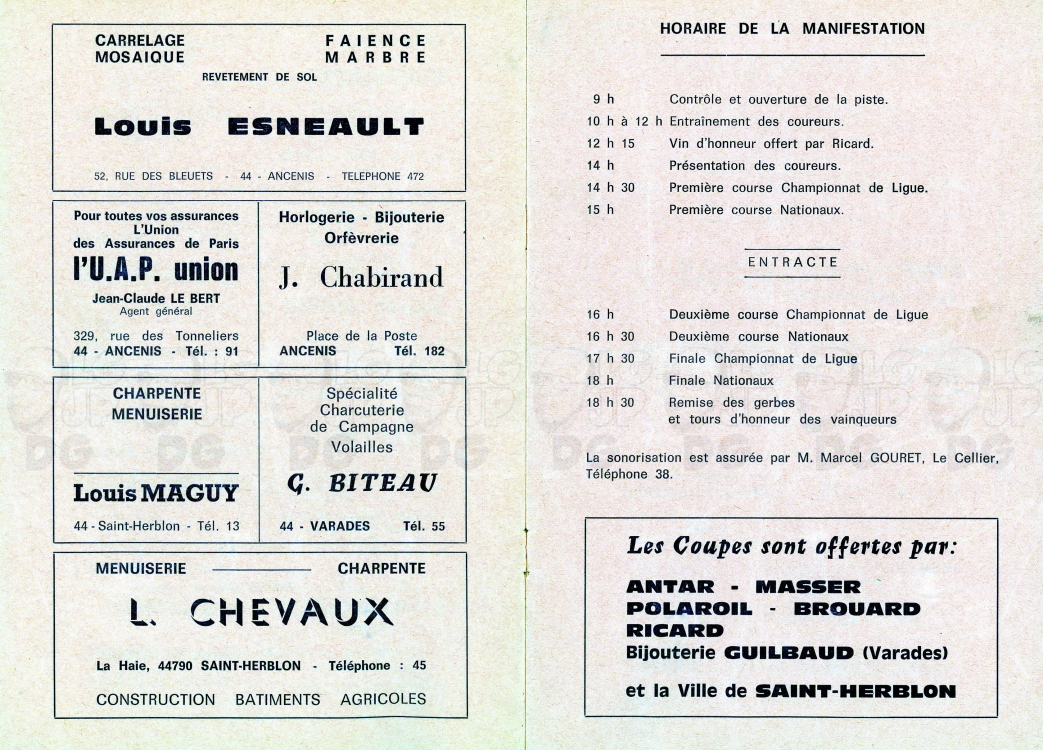 CARRELAGE FAIENCE
MOSAIQUE MARBRE
REVETEMENT DE SOL
Louis ESNEAULT
52, RUE DES BLEUETS - 44 - ANCENIS - TELEPHONE 472
Pour toutes vos assurances
L'Union
des Assurances de Paris
l'U.A.P. union
Jean-Claude LE BERT
Agent général
329, rue des Tonneliers
44 - ANCENIS - Tél. : 91
Horlogerie - Bijouterie
Orfèvrerie
J. Chabirand
Place de la Poste
ANCENIS Tél. 182
CHARPENTE
MENUISERIE
Louis MAGUY
44 - Saint-Herblon - Tél. 13
Spécialité
Charcuterie
de Campagne
Volailles
G. BITEAU
44 - VARADES Tél. 55
MENUISERIE CHARPENTE
L. CHEVAUX
La Haie, 44790 SAINT-HERBLON - Téléphone : 45
CONSTRUCTION BATIMENTS AGRICOLES
HORAIRE DE LA MANIFESTATION
9 h Contrôle et ouverture de la piste.
10 h à 12 h Entraînement des coureurs.
12 h 15 Vin d'honneur offert par Ricard.
14 h Présentation des coureurs.
14 h 30 Première course Championnat de Ligue.
15 h Première course Nationaux.
ENTRACTE
16 h Deuxième course Championnat de Ligue
16 h 30 Deuxième course Nationaux
17 h 30 Finale Championnat de Ligue
18 h Finale Nationaux
18 h 30 Remise des gerbes
et tours d'honneur des vainqueurs
La sonorisation est assurée par M. Marcel GOURET, Le Cellier,
Téléphone 38.
Les Coupes sont offertes par:
ANTAR - MASSER
POLAROIL - BROUARD
RICARD
Bijouterie GUILBAUD (Varades)
et la Ville de SAINT-HERBLON